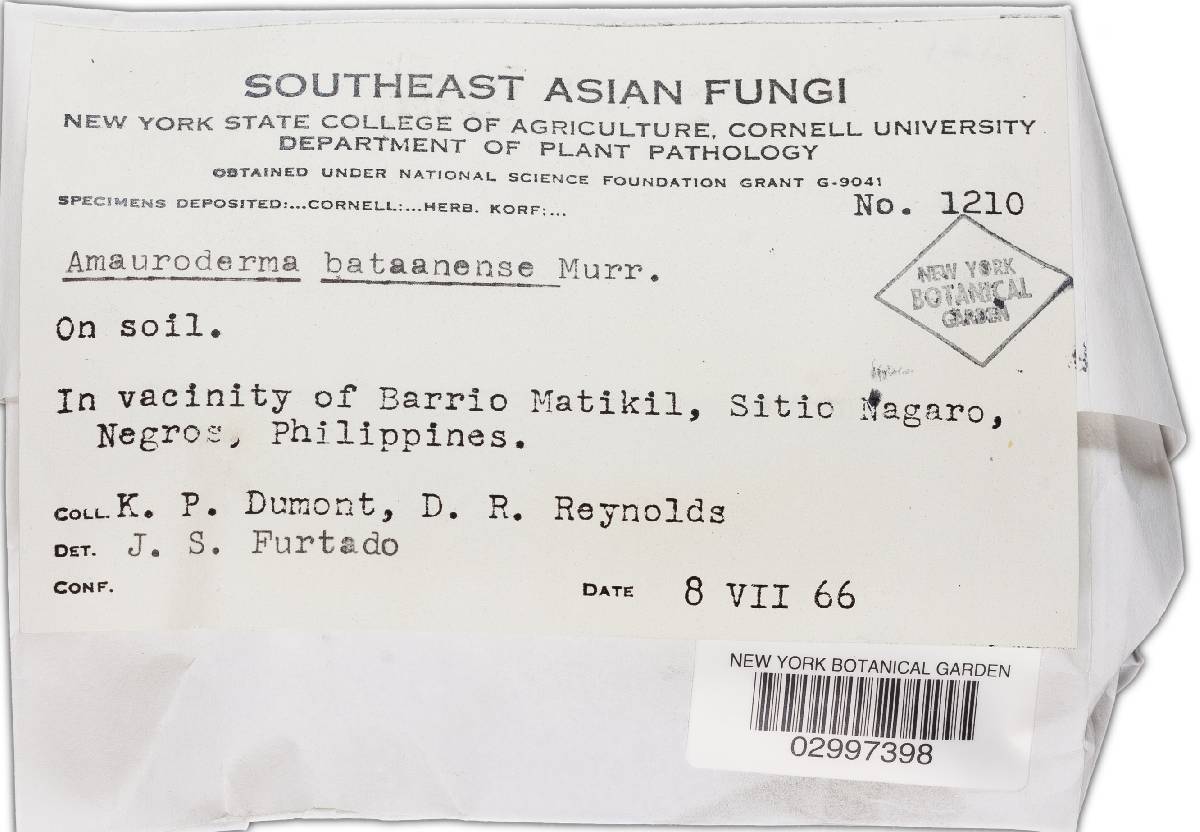 SOUTHEAST ASIAN FUNGI
NEW YORK STATE COLLEGE OF AGRICULTURE, CORNELL UNIVERSITY
DEPARTMENT OF PLANT PATHOLOGY
OBTAINED UNDER NATIONAL SCIENCE FOUNDATION GRANT G-9041
SPECIMENS DEPOSITED:...CORNELL:...HERB. KORF:...
No. 1210
Amauroderma bataanense Murr.
NEW YORK
BOTANICAL
GARDEN
On soil.
In vacinity of Barrio Matikil, Sitio Nagaro,
Negros, Philippines.
COLL. K. P. Dumont, D. R. Reynolds
DET. J. S. Furtado
CONF.
DATE 8 VII 66
NEW YORK BOTANICAL GARDEN
02997398